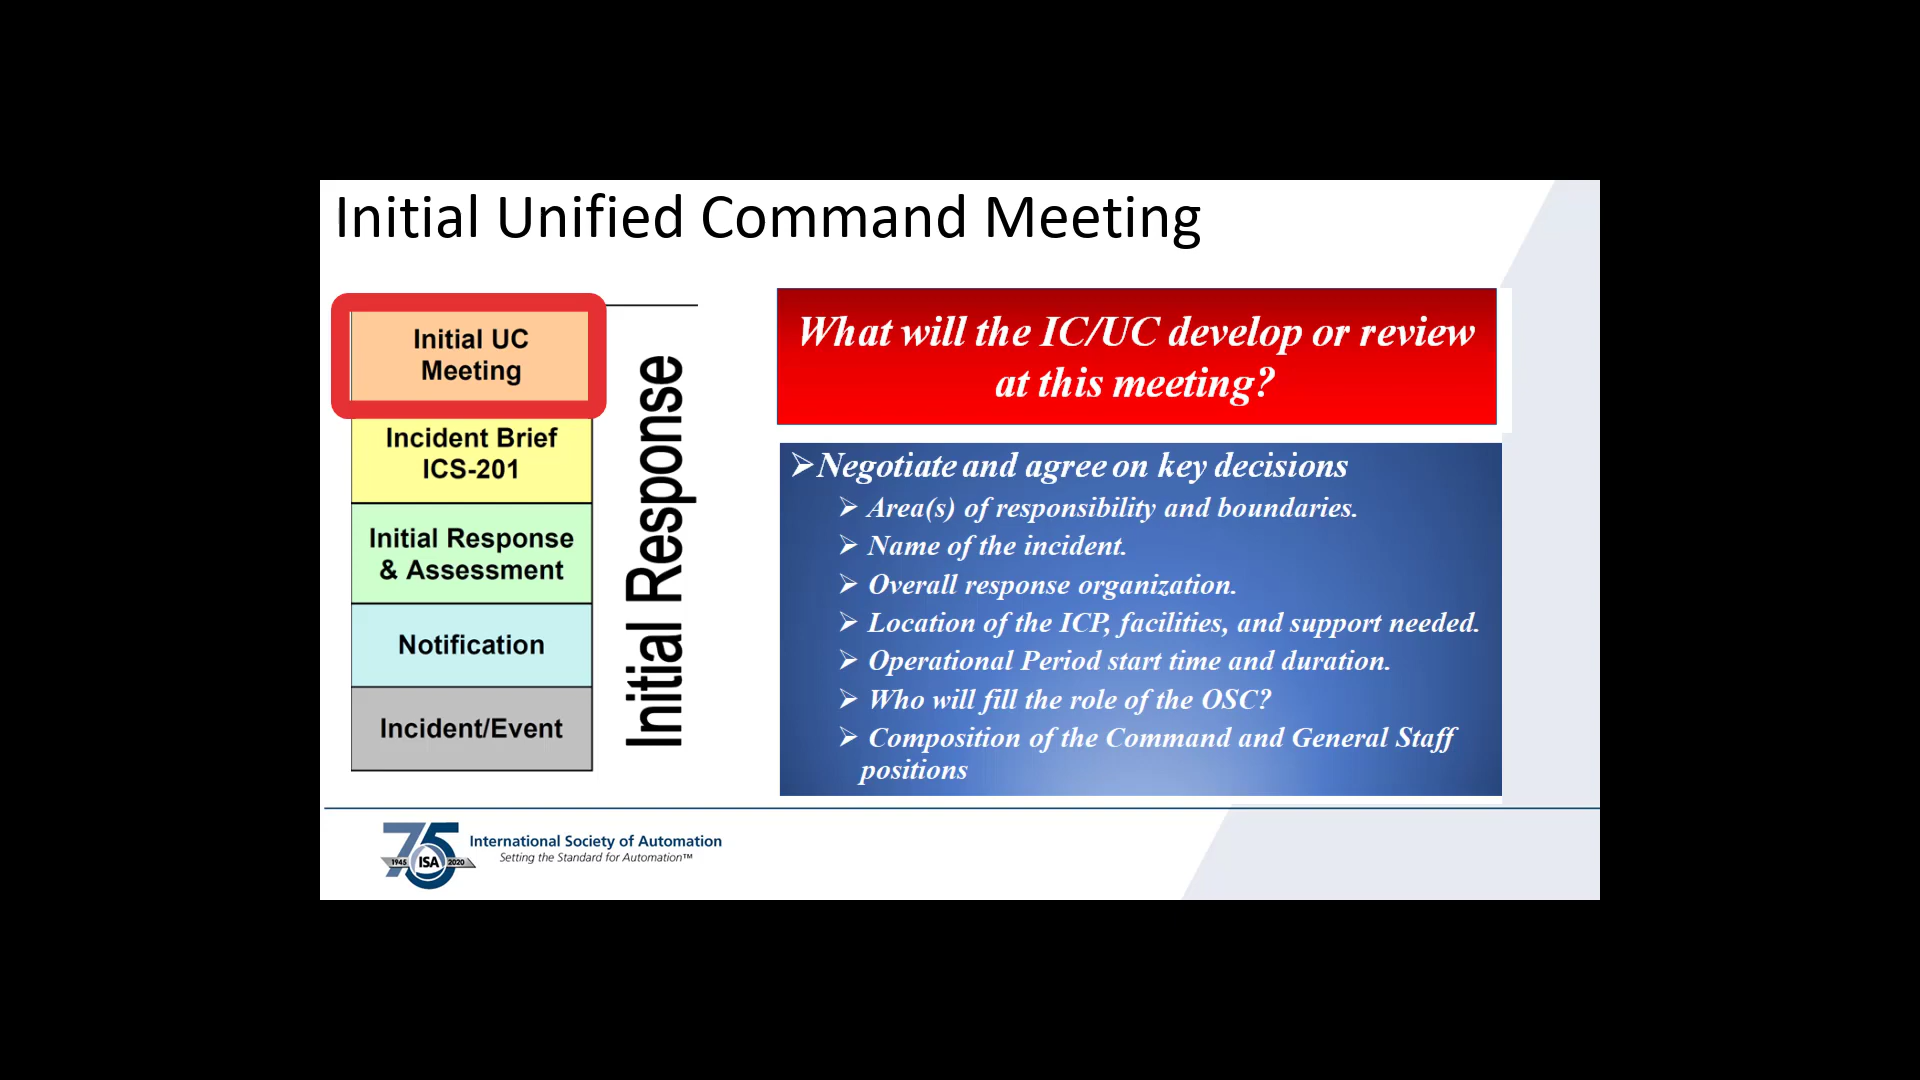 Initial Unified Command Meeting
Initial UC
Meeting
Incident Brief
ICS-201
Initial Response
& Assessment
Notification
Incident/Event
Initial Response
What will the IC/UC develop or review
at this meeting?
➢Negotiate and agree on key decisions
➢ Area(s) of responsibility and boundaries.
➢ Name of the incident.
➢ Overall response organization.
➢ Location of the ICP, facilities, and support needed.
➢ Operational Period start time and duration.
➢ Who will fill the role of the OSC?
➢ Composition of the Command and General Staff
positions
75
1945 ISA 2020
International Society of Automation
Setting the Standard for Automation™